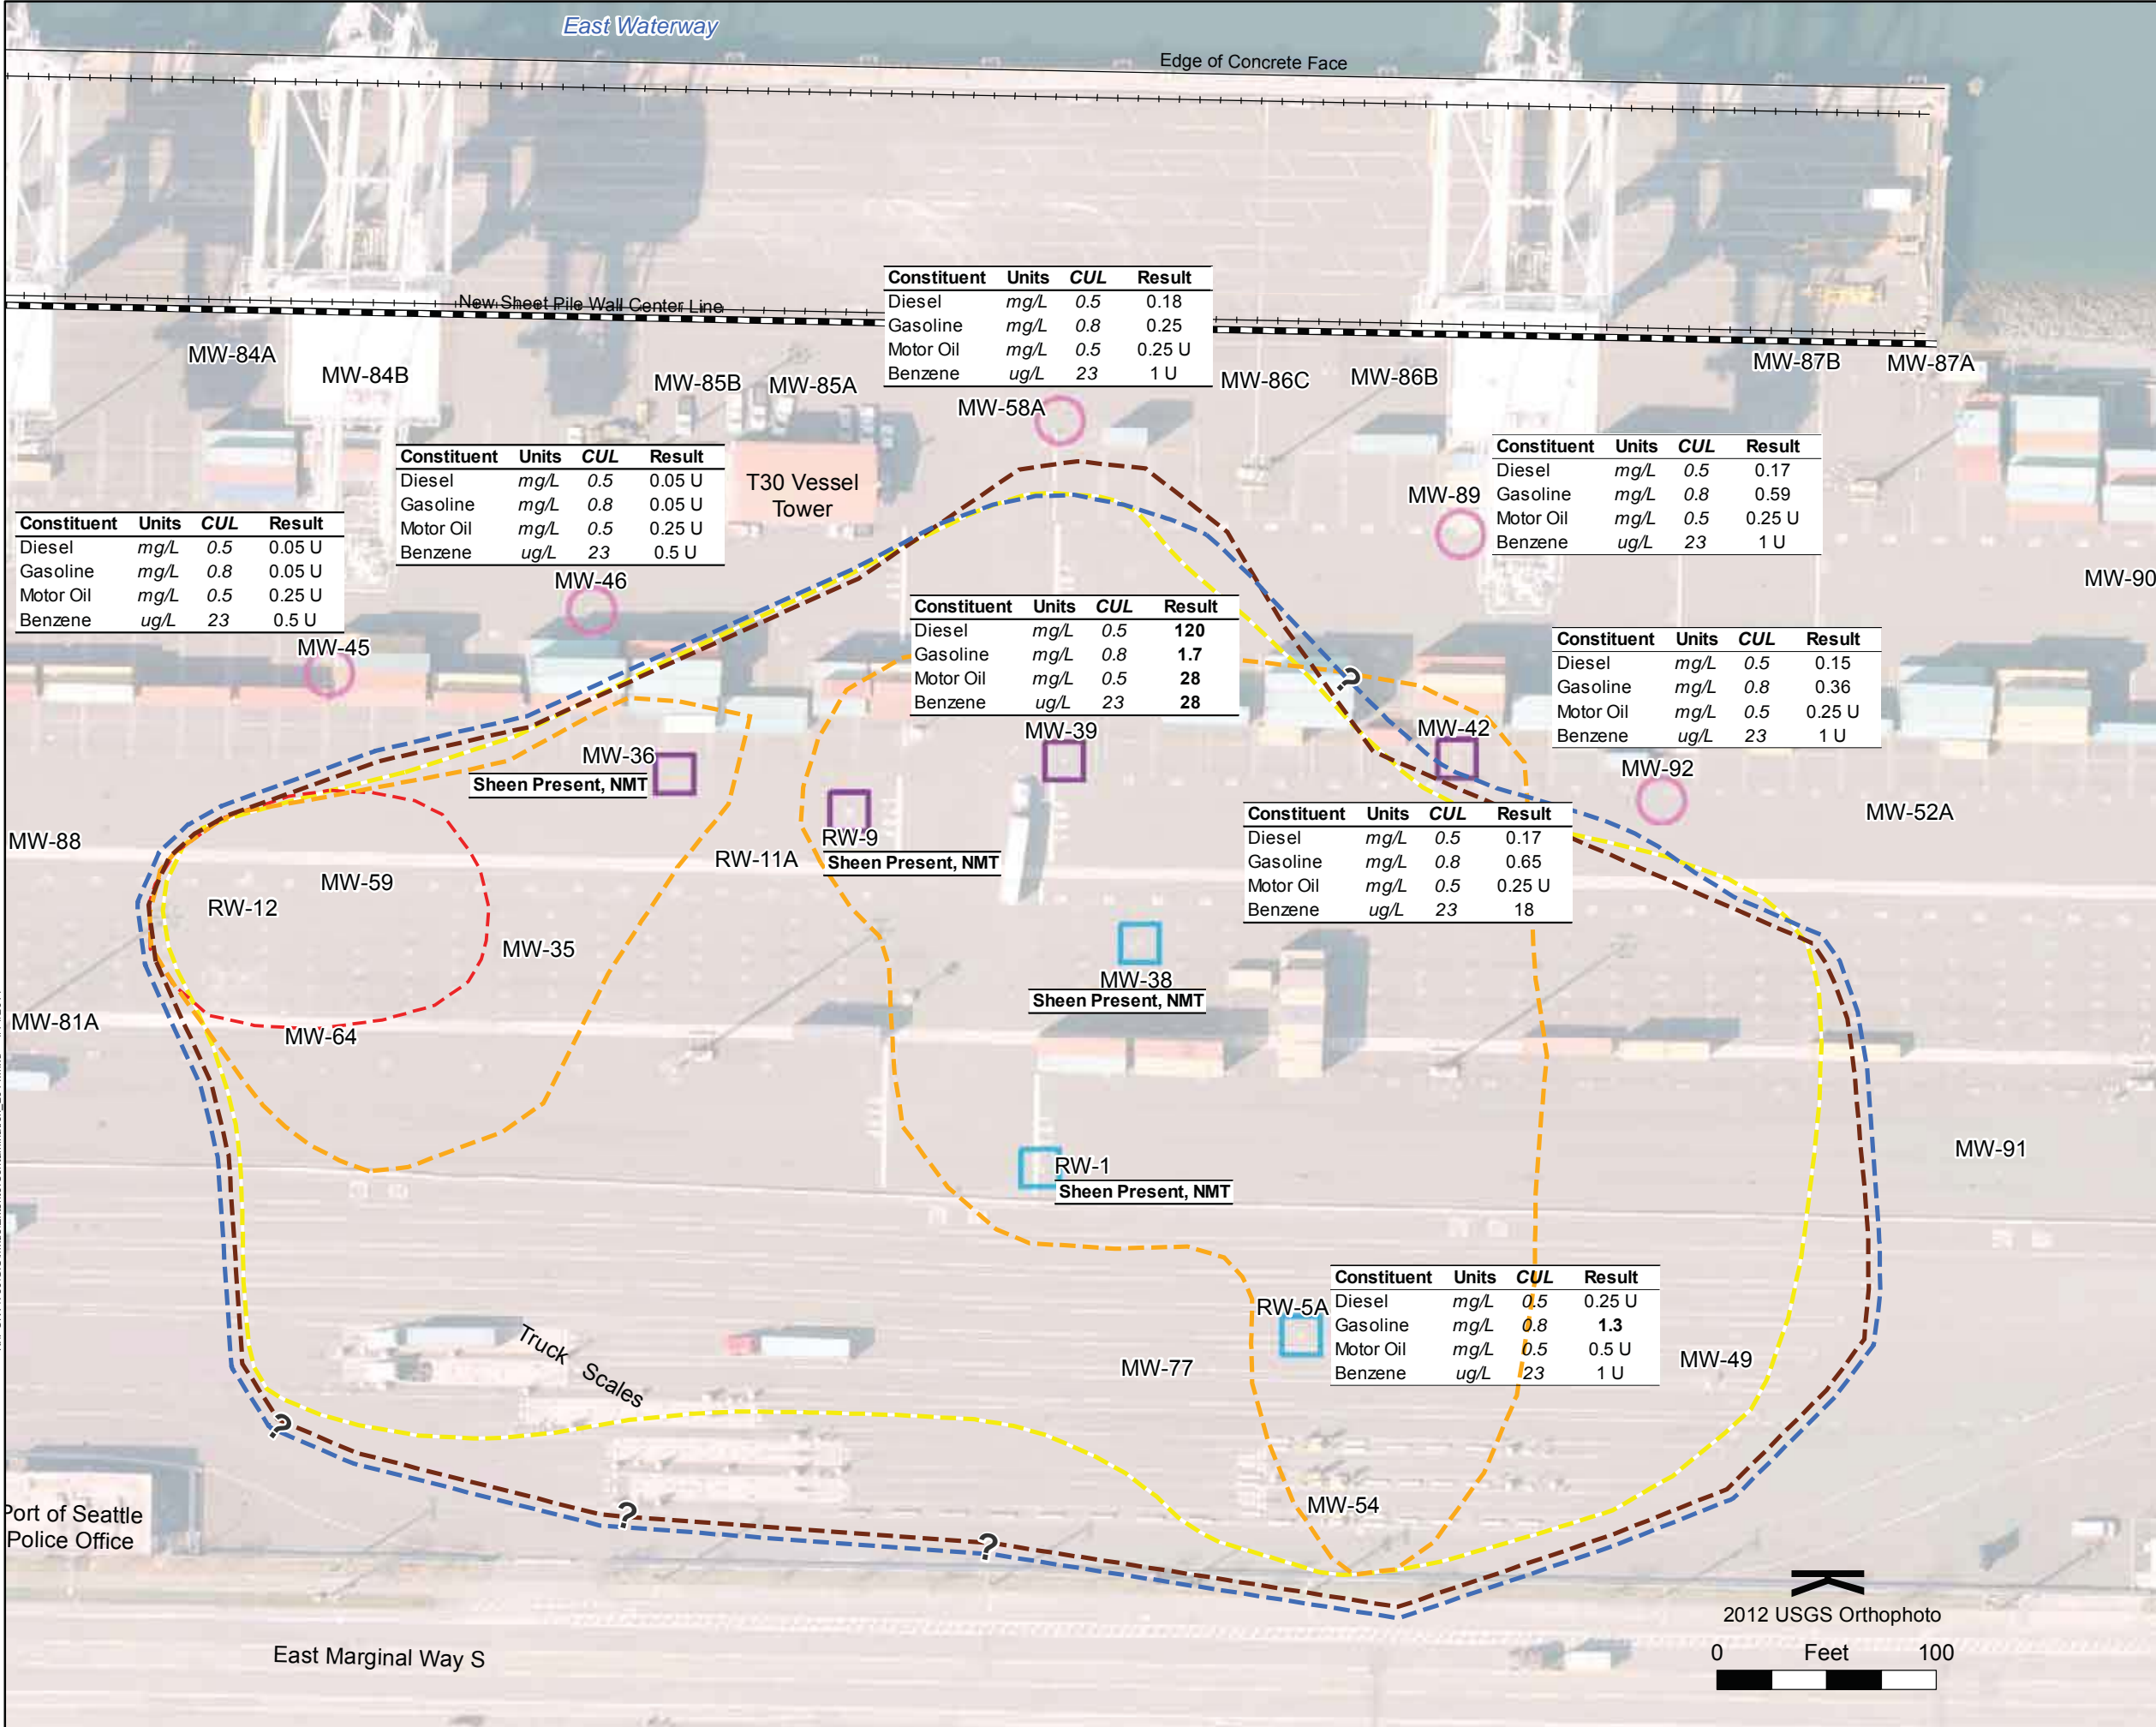 East Waterway
Edge of Concrete Face
New Sheet Pile Wall Center Line
Constituent Units CUL Result
Diesel mg/L 0.5 0.18
Gasoline mg/L 0.8 0.25
Motor Oil mg/L 0.5 0.25 U
Benzene ug/L 23 1 U
MW-84A
MW-84B
MW-85B
MW-85A
MW-58A
MW-86C
MW-86B
MW-87B
MW-87A
Constituent Units CUL Result
Diesel mg/L 0.5 0.05 U
Gasoline mg/L 0.8 0.05 U
Motor Oil mg/L 0.5 0.25 U
Benzene ug/L 23 0.5 U
MW-46
T30 Vessel
Tower
Constituent Units CUL Result
Diesel mg/L 0.5 0.17
Gasoline mg/L 0.8 0.59
Motor Oil mg/L 0.5 0.25 U
Benzene ug/L 23 1 U
MW-89
MW-90
Constituent Units CUL Result
Diesel mg/L 0.5 0.05 U
Gasoline mg/L 0.8 0.05 U
Motor Oil mg/L 0.5 0.25 U
Benzene ug/L 23 0.5 U
MW-45
Constituent Units CUL Result
Diesel mg/L 0.5 120
Gasoline mg/L 0.8 1.7
Motor Oil mg/L 0.5 28
Benzene ug/L 23 28
MW-39
?
Constituent Units CUL Result
Diesel mg/L 0.5 0.15
Gasoline mg/L 0.8 0.36
Motor Oil mg/L 0.5 0.25 U
Benzene ug/L 23 1 U
MW-92
MW-42
MW-36
Sheen Present, NMT
MW-52A
Constituent Units CUL Result
Diesel mg/L 0.5 0.17
Gasoline mg/L 0.8 0.65
Motor Oil mg/L 0.5 0.25 U
Benzene ug/L 23 18
MW-88
RW-9
Sheen Present, NMT
RW-11A
MW-59
RW-12
MW-35
MW-38
Sheen Present, NMT
MW-81A
MW-64
MW-91
RW-1
Sheen Present, NMT
RW-5A
Constituent Units CUL Result
Diesel mg/L 0.5 0.25 U
Gasoline mg/L 0.8 1.3
Motor Oil mg/L 0.5 0.5 U
Benzene ug/L 23 1 U
Truck Scales
MW-77
MW-49
?
MW-54
?
?
Port of Seattle
Police Office
2012 USGS Orthophoto
0 Feet 100
East Marginal Way S